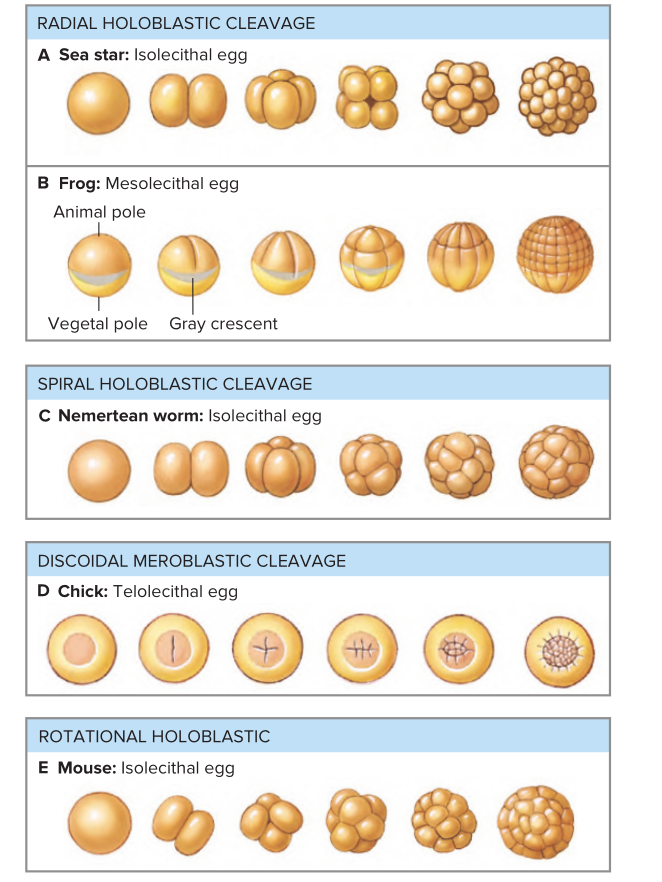 RADIAL HOLOBLASTIC CLEAVAGE
A Sea star: Isolecithal egg
B Frog: Mesolecithal egg
Animal pole
Vegetal pole
Gray crescent
SPIRAL HOLOBLASTIC CLEAVAGE
C Nemertean worm: Isolecithal egg
DISCOIDAL MEROBLASTIC CLEAVAGE
D Chick: Telolecithal egg
ROTATIONAL HOLOBLASTIC
E Mouse: Isolecithal egg